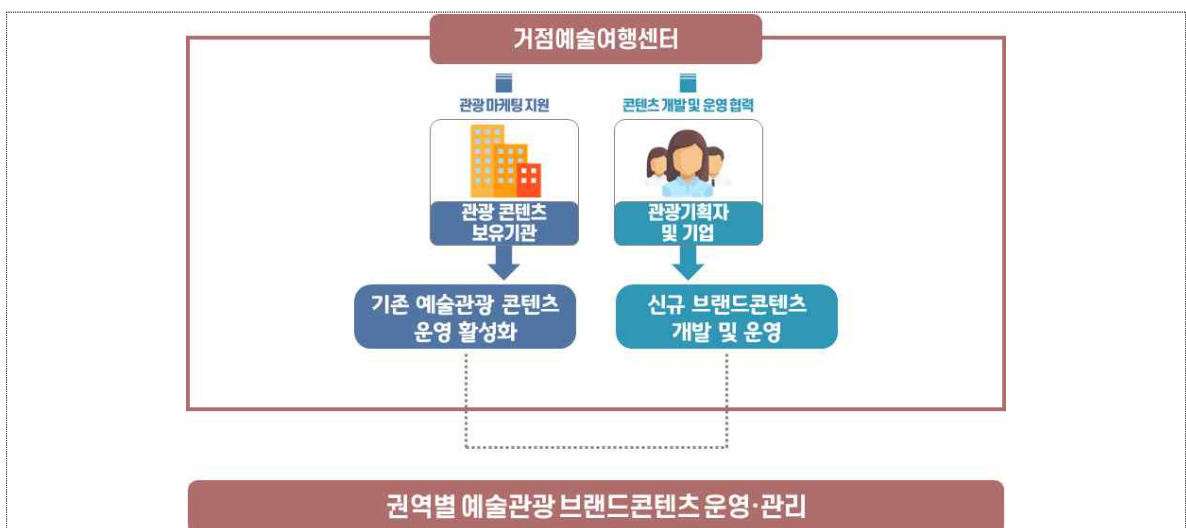 거점예술여행센터
관광 마케팅 지원
콘텐츠 개발 및 운영 협력
관광 콘텐츠
보유기관
관광기획자
및 기업
기존 예술관광 콘텐츠
운영 활성화
신규 브랜드콘텐츠
개발 및 운영
권역별 예술관광 브랜드콘텐츠 운영·관리